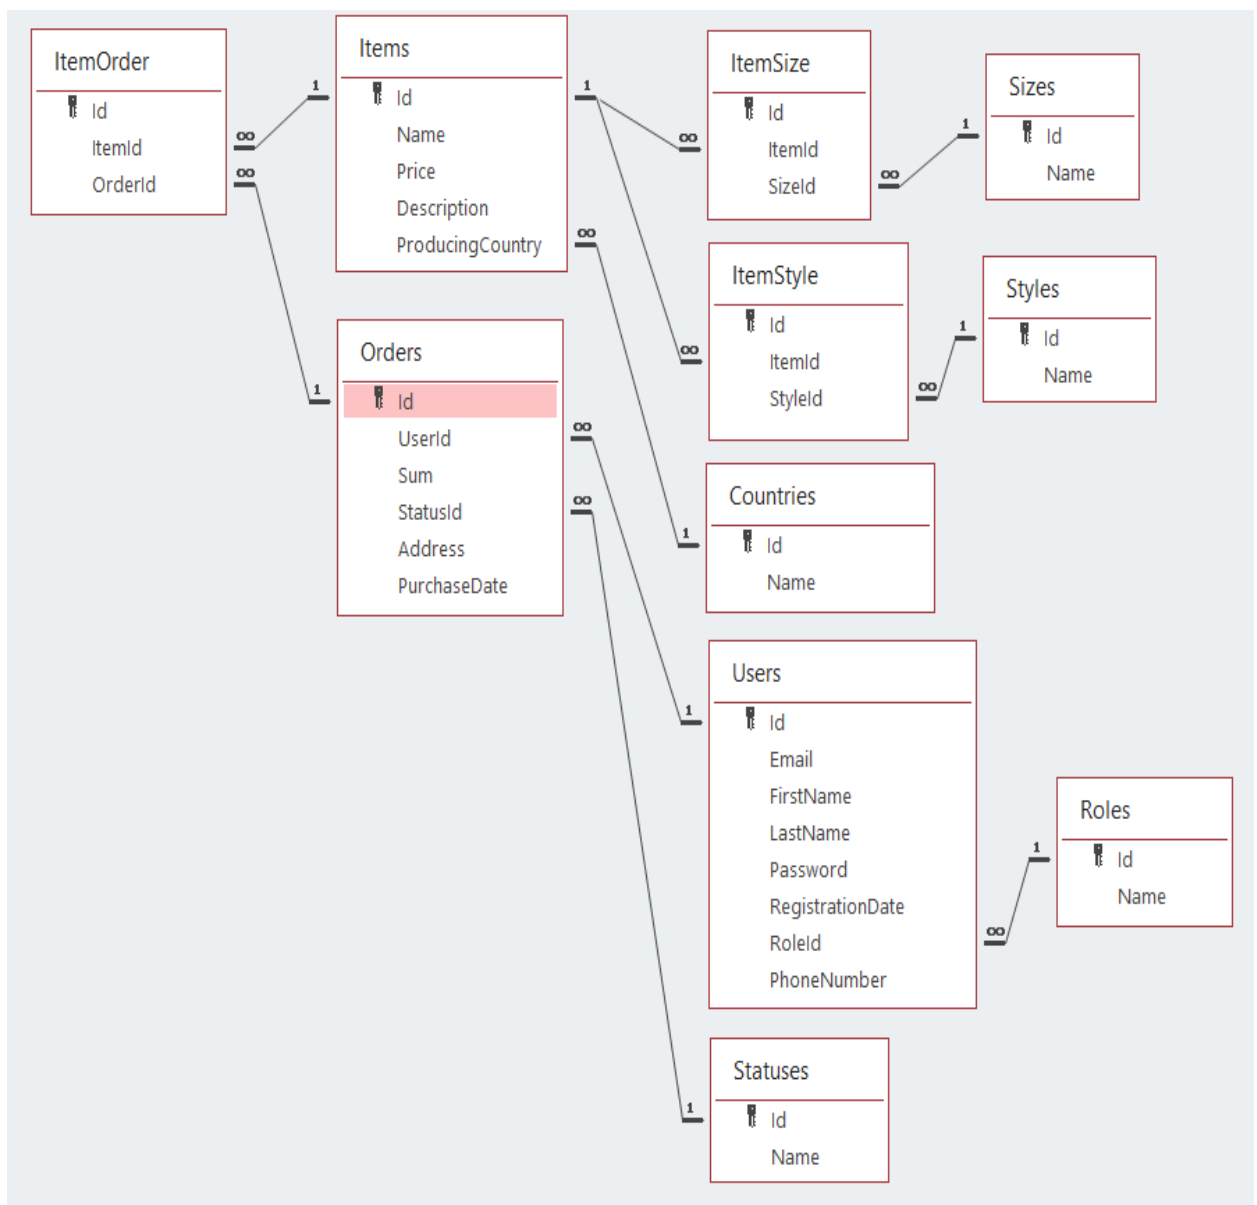 ItemOrder
Id
ItemId
OrderId
Items
Id
Name
Price
Description
ProducingCountry
ItemSize
Id
ItemId
SizeId
Sizes
Id
Name
ItemStyle
Id
ItemId
StyleId
Styles
Id
Name
Orders
Id
UserId
Sum
StatusId
Address
PurchaseDate
Countries
Id
Name
Users
Id
Email
FirstName
LastName
Password
RegistrationDate
RoleId
PhoneNumber
Roles
Id
Name
Statuses
Id
Name
1
∞
∞
1
1
∞
∞
1
∞
∞
1
∞
1
∞
1
∞
1
∞
1
∞